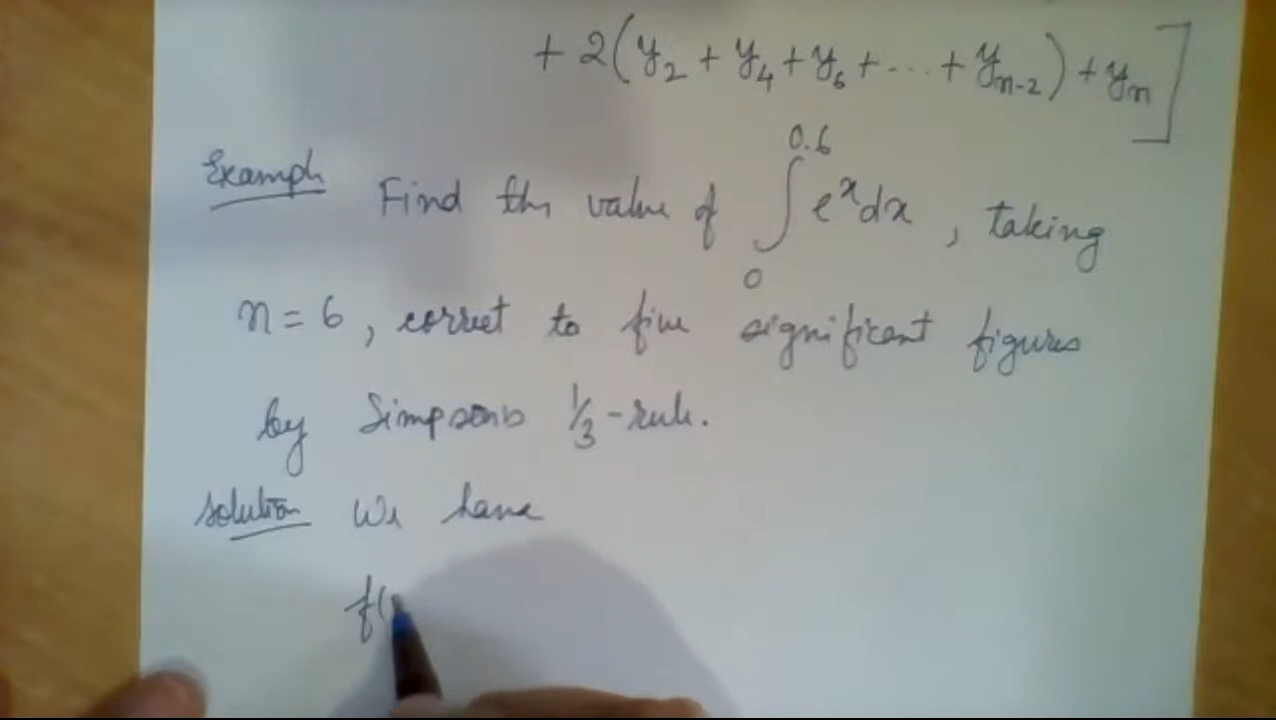 + 2(y₂ + y₄ + y₆ + ... + yₙ₋₂) + yₙ]
Example Find the value of ∫₀^0.6 eˣdx, taking
n = 6, correct to five significant figures
by Simpsons 1/3-rule.
Solution We have
f(